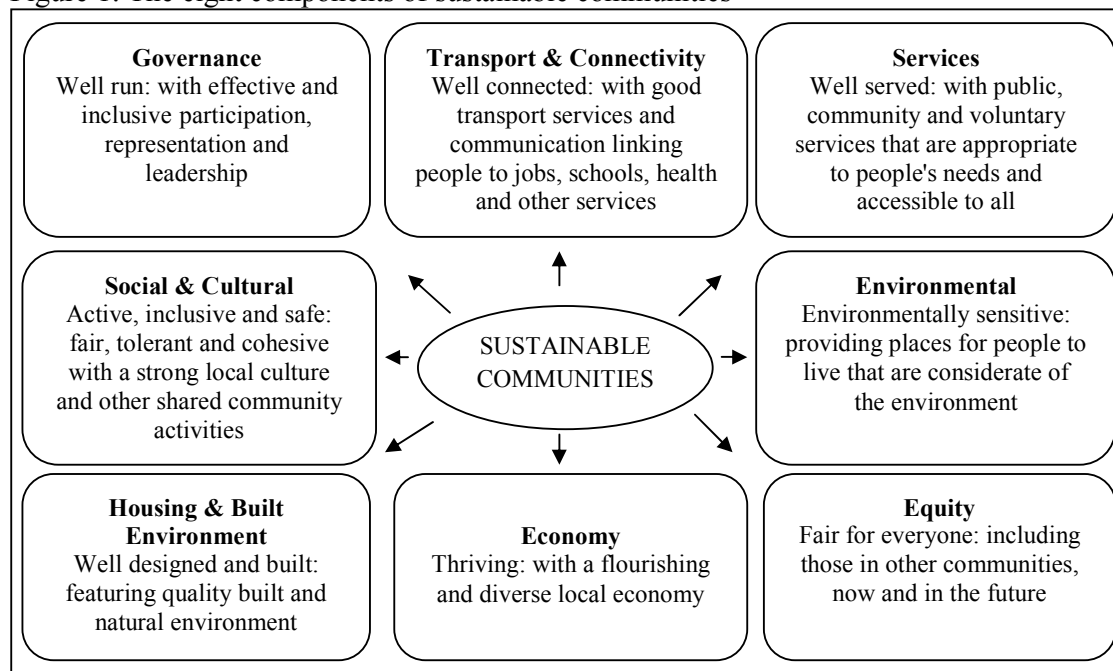 Figure 1: The eight components of sustainable communities
Governance
Well run: with effective and
inclusive participation,
representation and
leadership
Transport & Connectivity
Well connected: with good
transport services and
communication linking
people to jobs, schools, health
and other services
Services
Well served: with public,
community and voluntary
services that are appropriate
to people's needs and
accessible to all
Social & Cultural
Active, inclusive and safe:
fair, tolerant and cohesive
with a strong local culture
and other shared community
activities
SUSTAINABLE
COMMUNITIES
Environmental
Environmentally sensitive:
providing places for people to
live that are considerate of
the environment
Housing & Built
Environment
Well designed and built:
featuring quality built and
natural environment
Economy
Thriving: with a flourishing
and diverse local economy
Equity
Fair for everyone: including
those in other communities,
now and in the future